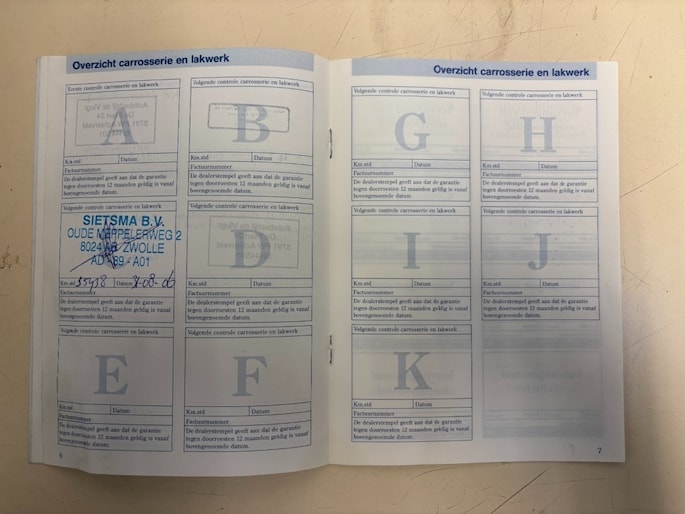 Overzicht carrosserie en lakwerk
Eerste controle carrosserie en lakwerk
A
Km.std
Datum
Factuurnummer
De dealerstempel geeft aan dat de garantie
tegen doorroesten 12 maanden geldig is vanaf
bovengenoemde datum.
Volgende controle carrosserie en lakwerk
B
Km.std
Datum
Factuurnummer
De dealerstempel geeft aan dat de garantie
tegen doorroesten 12 maanden geldig is vanaf
bovengenoemde datum.
Volgende controle carrosserie en lakwerk
SIETSMA B.V.
OUDE MEPPELERWEG 2
8024 AB ZWOLLE
AD - 89 - A01
Km.std
Datum
Factuurnummer
De dealerstempel geeft aan dat de garantie
tegen doorroesten 12 maanden geldig is vanaf
bovengenoemde datum.
Volgende controle carrosserie en lakwerk
D
Km.std
Datum
Factuurnummer
De dealerstempel geeft aan dat de garantie
tegen doorroesten 12 maanden geldig is vanaf
bovengenoemde datum.
Volgende controle carrosserie en lakwerk
E
Km.std
Datum
Factuurnummer
De dealerstempel geeft aan dat de garantie
tegen doorroesten 12 maanden geldig is vanaf
bovengenoemde datum.
Volgende controle carrosserie en lakwerk
F
Km.std
Datum
Factuurnummer
De dealerstempel geeft aan dat de garantie
tegen doorroesten 12 maanden geldig is vanaf
bovengenoemde datum.
6
Overzicht carrosserie en lakwerk
Volgende controle carrosserie en lakwerk
G
Km.std
Datum
Factuurnummer
De dealerstempel geeft aan dat de garantie
tegen doorroesten 12 maanden geldig is vanaf
bovengenoemde datum.
Volgende controle carrosserie en lakwerk
H
Km.std
Datum
Factuurnummer
De dealerstempel geeft aan dat de garantie
tegen doorroesten 12 maanden geldig is vanaf
bovengenoemde datum.
Volgende controle carrosserie en lakwerk
I
Km.std
Datum
Factuurnummer
De dealerstempel geeft aan dat de garantie
tegen doorroesten 12 maanden geldig is vanaf
bovengenoemde datum.
Volgende controle carrosserie en lakwerk
J
Km.std
Datum
Factuurnummer
De dealerstempel geeft aan dat de garantie
tegen doorroesten 12 maanden geldig is vanaf
bovengenoemde datum.
Volgende controle carrosserie en lakwerk
K
Km.std
Datum
Factuurnummer
De dealerstempel geeft aan dat de garantie
tegen doorroesten 12 maanden geldig is vanaf
bovengenoemde datum.
7